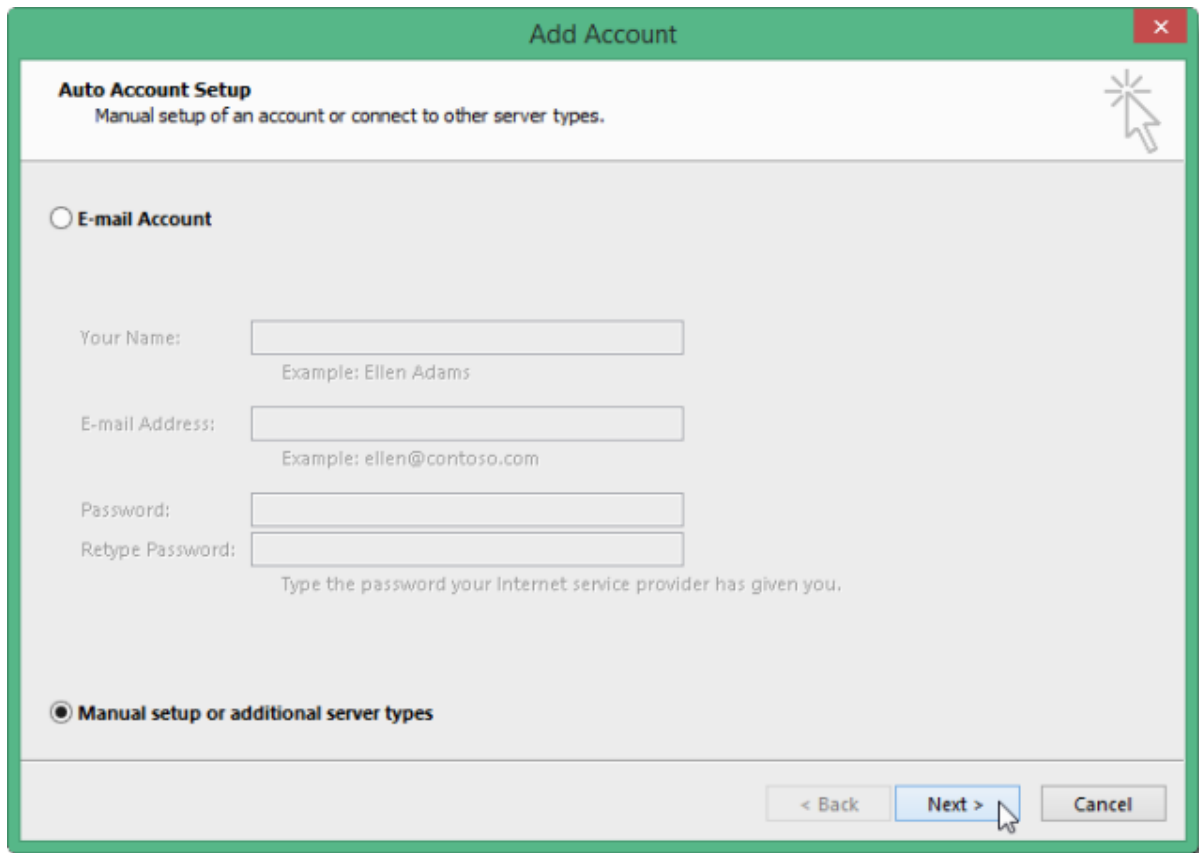 Add Account
Auto Account Setup
Manual setup of an account or connect to other server types.
E-mail Account
Your Name:
Example: Ellen Adams
E-mail Address:
Example: ellen@contoso.com
Password:
Retype Password:
Type the password your Internet service provider has given you.
Manual setup or additional server types
< Back Next > Cancel